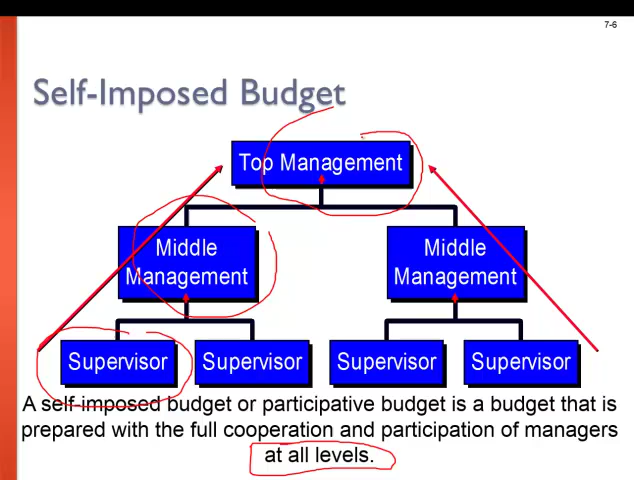 7-6
Self-Imposed Budget
Top Management
Middle
Management
Middle
Management
Supervisor
Supervisor
Supervisor
Supervisor
A self-imposed budget or participative budget is a budget that is
prepared with the full cooperation and participation of managers
at all levels.